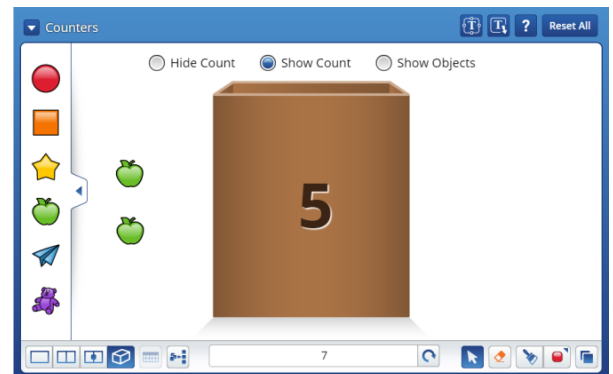 Counters
T T ? Reset All
Hide Count Show Count Show Objects
5
7